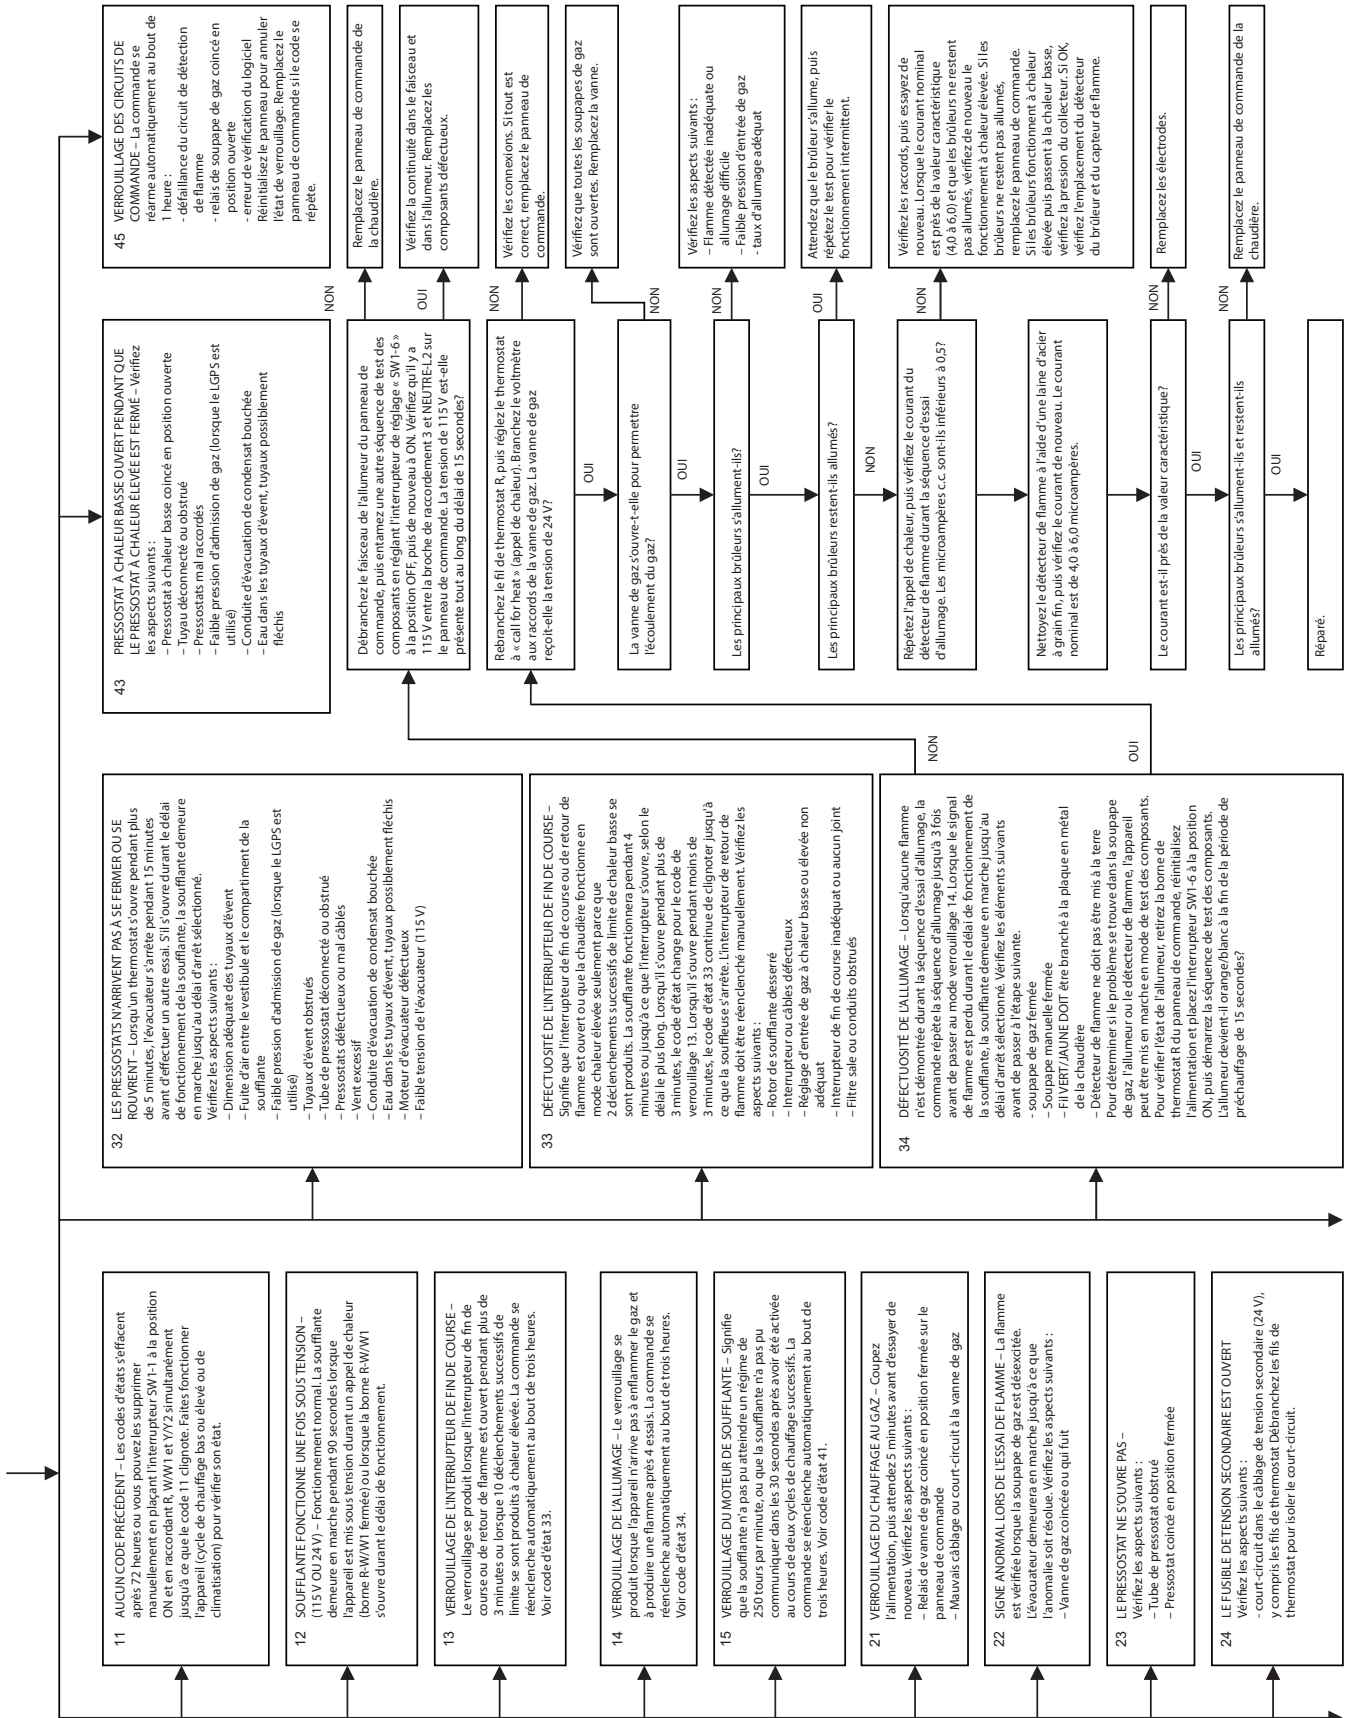 11 AUCUN CODE PRÉCÉDENT – Les codes d'états s'effacent
après 72 heures ou vous pouvez les supprimer
manuellement en plaçant l'interrupteur SW1-1 à la position
ON et en raccordant R, W/W1 et Y/Y2 simultanément
jusqu'à ce que le code 11 clignote. Faites fonctionner
l'appareil (cycle de chauffage bas ou élevé ou de
climatisation) pour vérifier son état.
12 SOUFFLANTE FONCTIONNE UNE FOIS SOUS TENSION –
(115 V OU 24 V) – Fonctionnement normal. La soufflante
demeure en marche pendant 90 secondes lorsque
l'appareil est mis sous tension durant un appel de chaleur
(borne R-W/W1 fermée) ou lorsque la borne R-W/W1
s'ouvre durant le délai de fonctionnement.
13 VERROUILLAGE DE L'INTERRUPTEUR DE FIN DE COURSE –
Le verrouillage se produit lorsque l'interrupteur de fin de
course ou de retour de flamme est ouvert pendant plus de
3 minutes ou lorsque 10 déclenchements successifs de
limite se sont produits à chaleur élevée. La commande se
réenclenche automatiquement au bout de trois heures.
Voir code d'état 33.
14 VERROUILLAGE DE L'ALLUMAGE – Le verrouillage se
produit lorsque l'appareil n'arrive pas à enflammer le gaz et
à produire une flamme après 4 essais. La commande se
réenclenche automatiquement au bout de trois heures.
Voir code d'état 34.
15 VERROUILLAGE DU MOTEUR DE SOUFFLANTE – Signifie
que la soufflante n'a pas pu atteindre un régime de
250 tours par minute, ou que la soufflante n'a pas pu
communiquer dans les 30 secondes après avoir été activée
au cours de deux cycles de chauffage successifs. La
commande se réenclenche automatiquement au bout de
trois heures. Voir code d'état 41.
21 VERROUILLAGE DU CHAUFFAGE AU GAZ – Coupez
l'alimentation, puis attendez 5 minutes avant d'essayer de
nouveau. Vérifiez les aspects suivants :
– Relais de vanne de gaz coincé en position fermée sur le
panneau de commande
– Mauvais câblage ou court-circuit à la vanne de gaz
22 SIGNE ANORMAL LORS DE L'ESSAI DE FLAMME – La flamme
est vérifiée lorsque la soupape de gaz est désexcitée.
L'évacuateur demeurera en marche jusqu'à ce que
l'anomalie soit résolue. Vérifiez les aspects suivants :
– Vanne de gaz coincée ou qui fuit
23 LE PRESSOSTAT NE S'OUVRE PAS –
Vérifiez les aspects suivants :
– Tube de pressostat obstrué
– Pressostat coincé en position fermée
24 LE FUSIBLE DE TENSION SECONDAIRE EST OUVERT
Vérifiez les aspects suivants :
- court-circuit dans le câblage de tension secondaire (24 V),
y compris les fils de thermostat Débranchez les fils de
thermostat pour isoler le court-circuit.
32 LES PRESSOSTATS N'ARRIVENT PAS À SE FERMER OU SE
ROUVRENT – Lorsqu'un thermostat s'ouvre pendant plus
de 5 minutes, l'évacuateur s'arrête pendant 15 minutes
avant d'effectuer un autre essai. S'il s'ouvre durant le délai
de fonctionnement de la soufflante, la soufflante demeure
en marche jusqu'au délai d'arrêt sélectionné.
Vérifiez les aspects suivants :
– Dimension adéquate des tuyaux d'évent
– Fuite d'air entre le vestibule et le compartiment de la
soufflante
– Faible pression d'admission de gaz (lorsque le LGPS est
utilisé)
– Tuyaux d'évent obstrués
– Tube de pressostat déconnecté ou obstrué
– Pressostats défectueux ou mal câblés
– Vent excessif
– Conduite d'évacuation de condensat bouchée
– Eau dans les tuyaux d'évent, tuyaux possiblement fléchis
– Moteur d'évacuateur défectueux
– Faible tension de l'évacuateur (115 V)
33 DÉFECTUOSITÉ DE L'INTERRUPTEUR DE FIN DE COURSE –
Signifie que l'interrupteur de fin de course ou de retour de
flamme est ouvert ou que la chaudière fonctionne en
mode chaleur élevée seulement parce que
2 déclenchements successifs de limite de chaleur basse se
sont produits. La soufflante fonctionnera pendant 4
minutes ou jusqu'à ce que l'interrupteur s'ouvre, selon le
délai le plus long. Lorsqu'il s'ouvre pendant plus de
3 minutes, le code d'état change pour le code de
verrouillage 13. Lorsqu'il s'ouvre pendant moins de
3 minutes, le code d'état 33 continue de clignoter jusqu'à
ce que la souffleuse s'arrête. L'interrupteur de retour de
flamme doit être réenclenché manuellement. Vérifiez les
aspects suivants :
– Rotor de soufflante desserré
– Interrupteur ou câbles défectueux
– Réglage d'entrée de gaz à chaleur basse ou élevée non
adéquat
– Interrupteur de fin de course inadéquat ou aucun joint
– Filtre sale ou conduits obstrués
34 DÉFECTUOSITÉ DE L'ALLUMAGE – Lorsqu'aucune flamme
n'est démontrée durant la séquence d'essai d'allumage, la
commande répète la séquence d'allumage jusqu'à 3 fois
avant de passer au mode verrouillage 14. Lorsque le signal
de flamme est perdu durant le délai de fonctionnement de
la soufflante, la soufflante demeure en marche jusqu'au
délai d'arrêt sélectionné. Vérifiez les éléments suivants
avant de passer à l'étape suivante.
- soupape de gaz fermée
– Soupape manuelle fermée
– Fil VERT/JAUNE DOIT être branché à la plaque en métal
de la chaudière
– Détecteur de flamme ne doit pas être mis à la terre
Pour déterminer si le problème se trouve dans la soupape
de gaz, l'allumeur ou le détecteur de flamme, l'appareil
peut être mis en marche en mode de test des composants.
Pour vérifier l'état de l'allumeur, retirez la borne de
thermostat R du panneau de commande, réinitialisez
l'alimentation et placez l'interrupteur SW1-6 à la position
ON, puis démarrez la séquence de test des composants.
L'allumeur devient-il orange/blanc à la fin de la période de
préchauffage de 15 secondes?
NON
OUI
43 PRESSOSTAT À CHALEUR BASSE OUVERT PENDANT QUE
LE PRESSOSTAT À CHALEUR ÉLEVÉE EST FERMÉ – Vérifiez
les aspects suivants :
– Pressostat à chaleur basse coincé en position ouverte
– Tuyau déconnecté ou obstrué
– Pressostats mal raccordés
– Faible pression d'admission de gaz (lorsque le LGPS est
utilisé)
– Conduite d'évacuation de condensat bouchée
– Eau dans les tuyaux d'évent, tuyaux possiblement
fléchis
Débranchez le faisceau de l'allumeur du panneau de
commande, puis entamez une autre séquence de test des
composants en réglant l'interrupteur de réglage « SW1-6 »
à la position OFF, puis de nouveau à ON. Vérifiez qu'il y a
115 V entre la broche de raccordement 3 et NEUTRE-L2 sur
le panneau de commande. La tension de 115 V est-elle
présente tout au long du délai de 15 secondes?
NON
OUI
Rebranchez le fil de thermostat R, puis réglez le thermostat
à « call for heat » (appel de chaleur). Branchez le voltmètre
aux raccords de la vanne de gaz. La vanne de gaz
reçoit-elle la tension de 24 V?
NON
OUI
La vanne de gaz s'ouvre-t-elle pour permettre
l'écoulement du gaz?
NON
OUI
Les principaux brûleurs s'allument-ils?
NON
OUI
Les principaux brûleurs restent-ils allumés?
OUI
NON
Répétez l'appel de chaleur, puis vérifiez le courant du
détecteur de flamme durant la séquence d'essai
d'allumage. Les microampères c.c. sont-ils inférieurs à 0,5?
NON
Nettoyez le détecteur de flamme à l'aide d'une laine d'acier
à grain fin, puis vérifiez le courant de nouveau. Le courant
nominal est de 4,0 à 6,0 microampères.
Le courant est-il près de la valeur caractéristique?
NON
OUI
Les principaux brûleurs s'allument-ils et restent-ils
allumés?
NON
OUI
Réparé.
45 VERROUILLAGE DES CIRCUITS DE
COMMANDE – La commande se
réarme automatiquement au bout de
1 heure :
- défaillance du circuit de détection
de flamme
- relais de soupape de gaz coincé en
position ouverte
- erreur de vérification du logiciel
Réinitialisez le panneau pour annuler
l'état de verrouillage. Remplacez le
panneau de commande si le code se
répète.
Remplacez le panneau de commande de
la chaudière.
Vérifiez la continuité dans le faisceau et
dans l'allumeur. Remplacez les
composants défectueux.
Vérifiez les connexions. Si tout est
correct, remplacez le panneau de
commande.
Vérifiez que toutes les soupapes de gaz
sont ouvertes. Remplacez la vanne.
Vérifiez les aspects suivants :
– Flamme détectée inadéquate ou
allumage difficile
– Faible pression d'entrée de gaz
- taux d'allumage adéquat
Attendez que le brûleur s'allume, puis
répétez le test pour vérifier le
fonctionnement intermittent.
Vérifiez les raccords, puis essayez de
nouveau. Lorsque le courant nominal
est près de la valeur caractéristique
(4,0 à 6,0) et que les brûleurs ne restent
pas allumés, vérifiez de nouveau le
fonctionnement à chaleur élevée. Si les
brûleurs ne restent pas allumés,
remplacez le panneau de commande.
Si les brûleurs fonctionnent à chaleur
élevée puis passent à la chaleur basse,
vérifiez la pression du collecteur. Si OK,
vérifiez l'emplacement du détecteur
du brûleur et du capteur de flamme.
Remplacez les électrodes.
Remplacez le panneau de commande de la
chaudière.